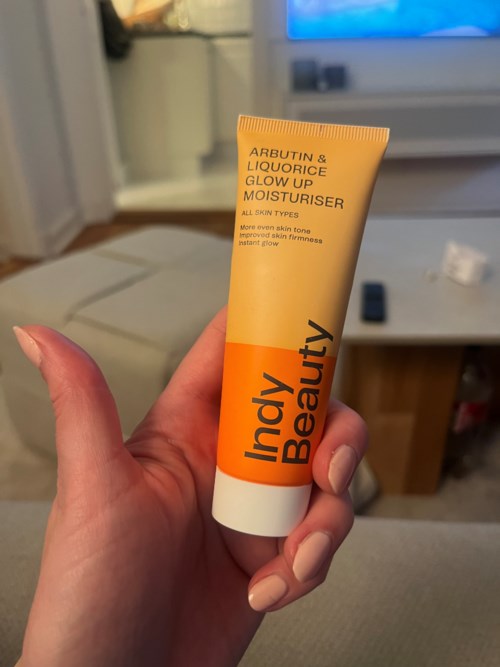 ARBUTIN &
LIQUORICE
GLOW UP
MOISTURISER
ALL SKIN TYPES
More even skin tone
Improved skin firmness
Instant glow
Indy
Beauty